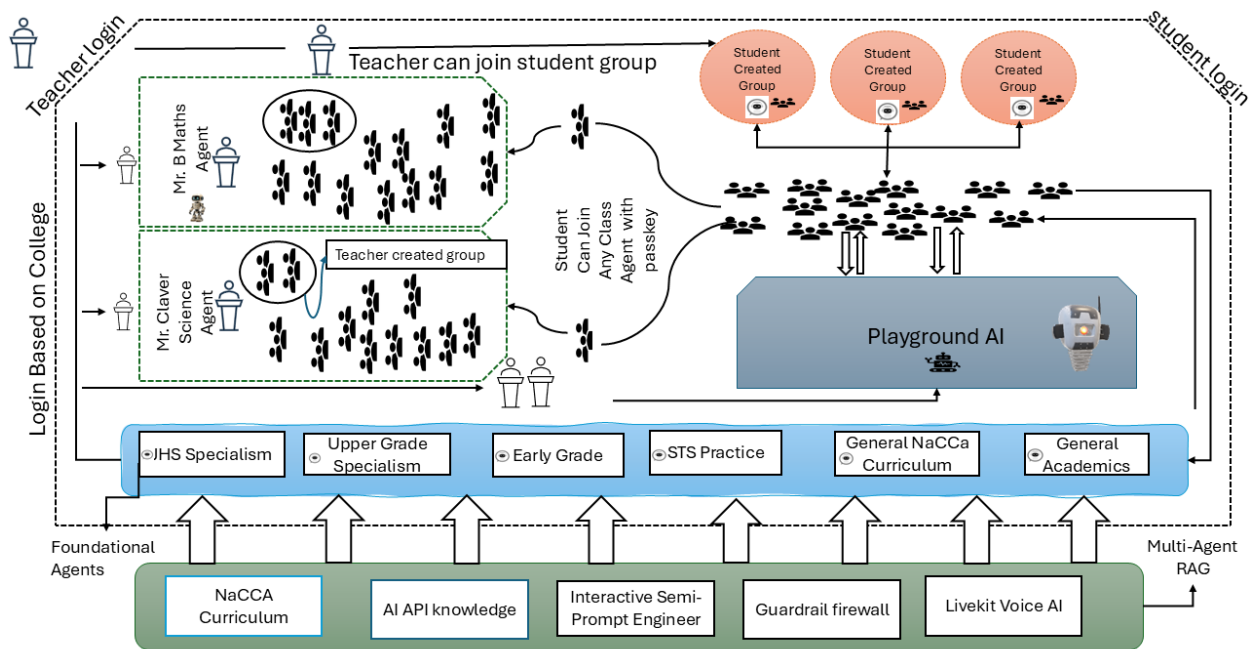 Teacher login
student login
Teacher can join student group
Student
Created
Group
Student
Created
Group
Student
Created
Group
Login Based on College
Mr. B Maths
Agent
Student
Can Join
Any Class
Agent with
passkey
Mr. Claver
Science
Agent
Teacher created group
Playground AI
JHS Specialism
Upper Grade
Specialism
Early Grade
STS Practice
General NaCCa
Curriculum
General
Academics
Foundational
Agents
Multi-Agent
RAG
NaCCA
Curriculum
AI API knowledge
Interactive Semi-
Prompt Engineer
Guardrail firewall
Livekit Voice AI